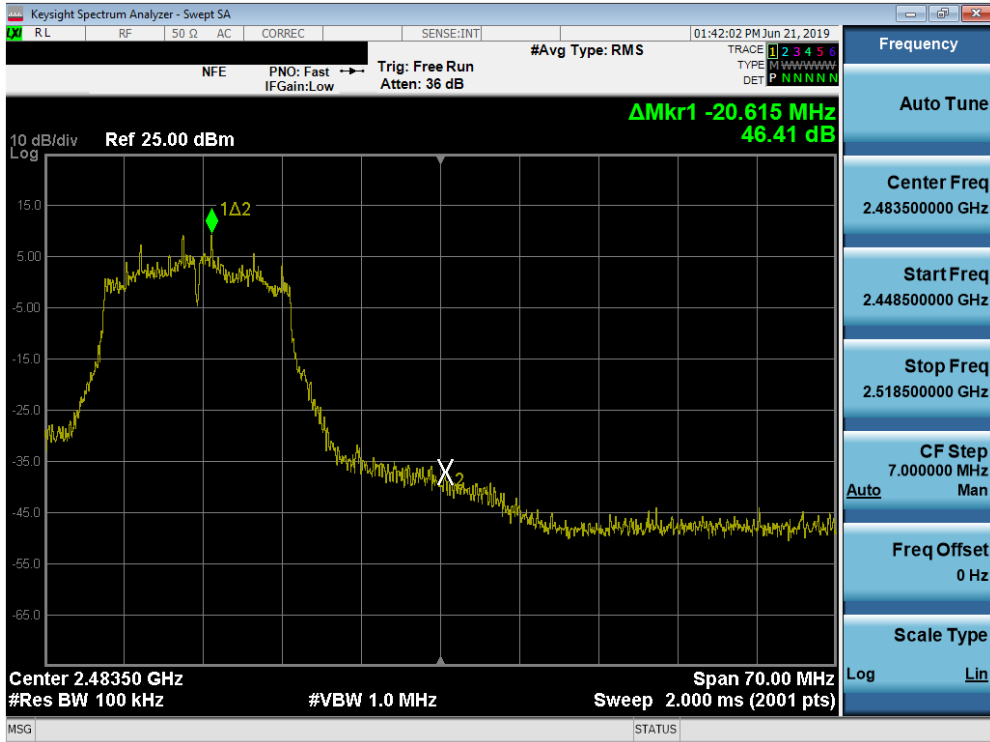 Keysight Spectrum Analyzer - Swept SA
LXI RL RF 50 Ω AC CORREC SENSE:INT 01:42:02 PM Jun 21, 2019
#Avg Type: RMS TRACE 1 2 3 4 5 6
NFE PNO: Fast Trig: Free Run TYPE M WWWWW
IFGain:Low Atten: 36 dB DET P N N N N N
ΔMkr1 -20.615 MHz
46.41 dB
10 dB/div Ref 25.00 dBm
Log
15.0
1Δ2
5.00
-5.00
-15.0
-25.0
-35.0
X2
-45.0
-55.0
-65.0
Center 2.48350 GHz Span 70.00 MHz
#Res BW 100 kHz #VBW 1.0 MHz Sweep 2.000 ms (2001 pts)
MSG STATUS
Frequency
Auto Tune
Center Freq
2.483500000 GHz
Start Freq
2.448500000 GHz
Stop Freq
2.518500000 GHz
CF Step
7.000000 MHz
Auto Man
Freq Offset
0 Hz
Scale Type
Log Lin